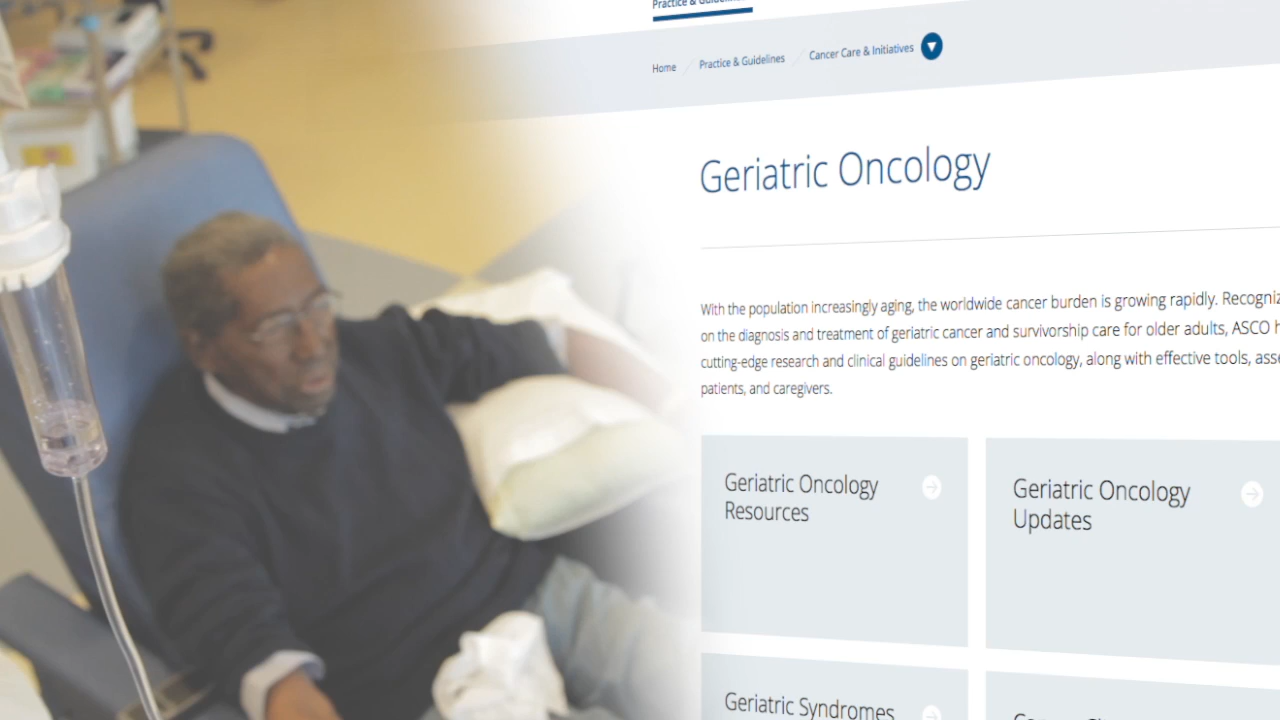 Practice &
Home / Practice & Guidelines / Cancer Care & Initiatives
Geriatric Oncology
With the population increasingly aging, the worldwide cancer burden is growing rapidly.
on the diagnosis and treatment of geriatric cancer and survivorship care for older adults, ASCO
cutting-edge research and clinical guidelines on geriatric oncology, along with effective tools,
patients, and caregivers.
Geriatric Oncology
Resources
Geriatric Oncology
Updates
Geriatric Syndromes